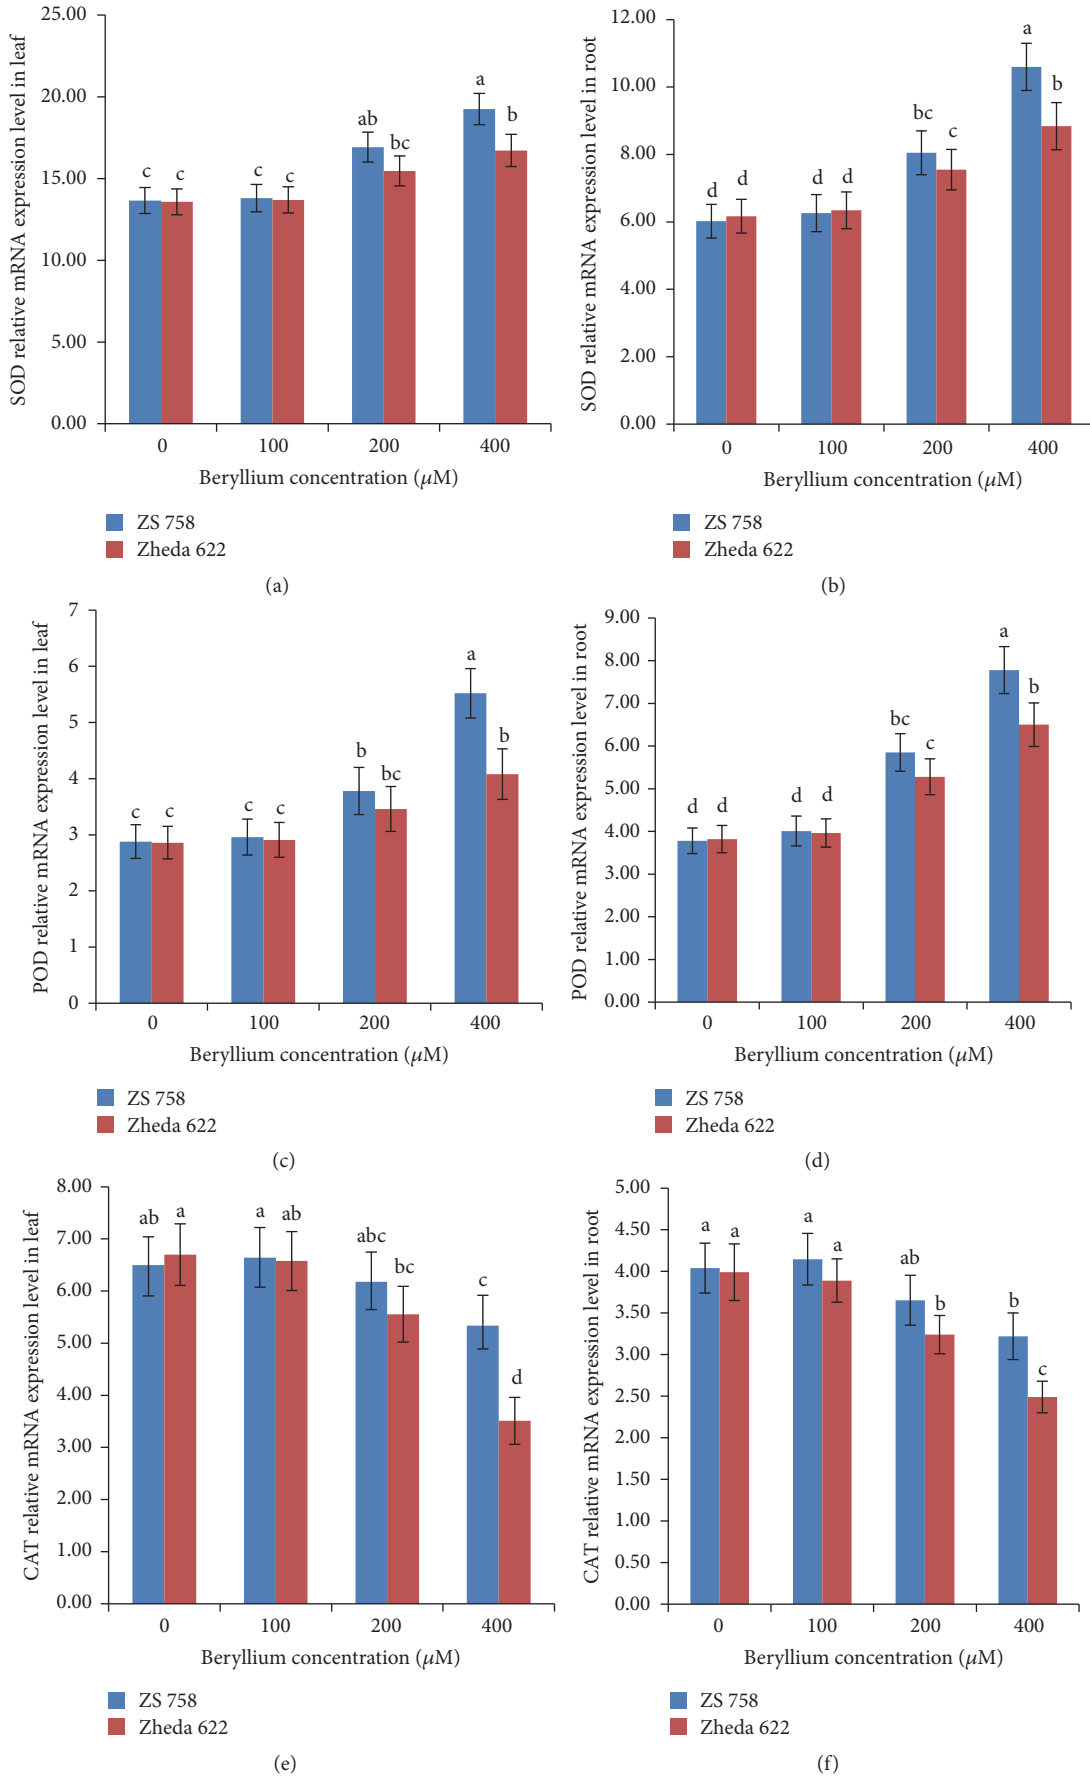 SOD relative mRNA expression level in leaf
25.00
20.00
15.00
10.00
5.00
0.00
c c c c ab bc a b
0 100 200 400
Beryllium concentration (μM)
ZS 758
Zheda 622
(a)
SOD relative mRNA expression level in root
12.00
10.00
8.00
6.00
4.00
2.00
0.00
d d d d bc c a b
0 100 200 400
Beryllium concentration (μM)
ZS 758
Zheda 622
(b)
POD relative mRNA expression level in leaf
7
6
5
4
3
2
1
0
c c c c b bc a b
0 100 200 400
Beryllium concentration (μM)
ZS 758
Zheda 622
(c)
POD relative mRNA expression level in root
9.00
8.00
7.00
6.00
5.00
4.00
3.00
2.00
1.00
0.00
d d d d bc c a b
0 100 200 400
Beryllium concentration (μM)
ZS 758
Zheda 622
(d)
CAT relative mRNA expression level in leaf
8.00
7.00
6.00
5.00
4.00
3.00
2.00
1.00
0.00
ab a a ab abc bc c d
0 100 200 400
Beryllium concentration (μM)
ZS 758
Zheda 622
(e)
CAT relative mRNA expression level in root
5.00
4.50
4.00
3.50
3.00
2.50
2.00
1.50
1.00
0.50
0.00
a a a a ab b b c
0 100 200 400
Beryllium concentration (μM)
ZS 758
Zheda 622
(f)